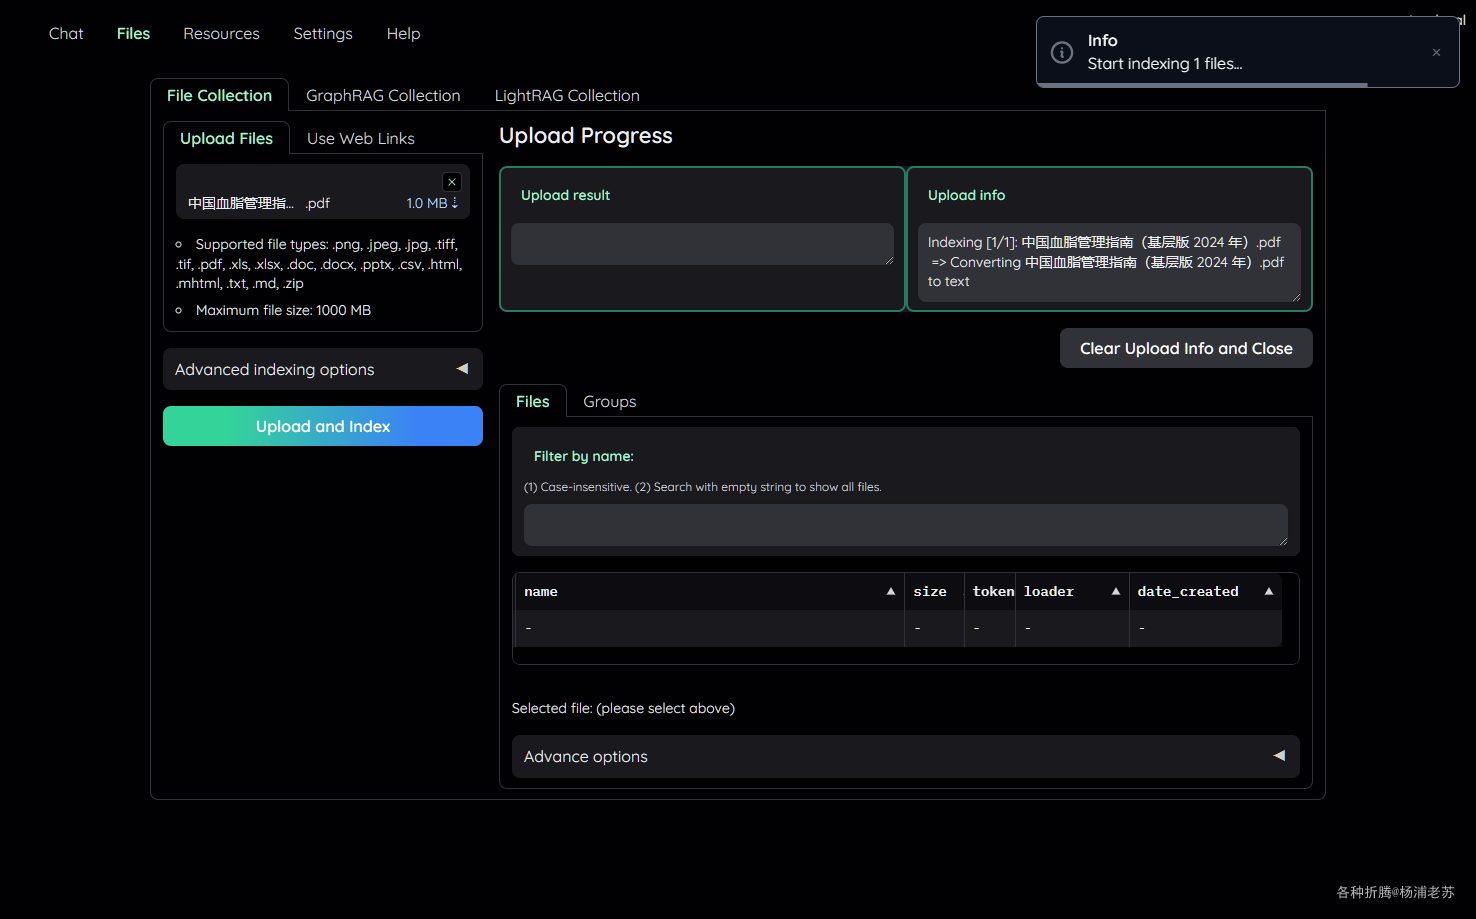 Chat Files Resources Settings Help
Info
Start indexing 1 files...
File Collection GraphRAG Collection LightRAG Collection
Upload Files Use Web Links
中国血脂管理指... .pdf 1.0 MB ⇣
Supported file types: .png, .jpeg, .jpg, .tiff,
.tif, .pdf, .xls, .xlsx, .doc, .docx, .pptx, .csv, .html,
.mhtml, .txt, .md, .zip
Maximum file size: 1000 MB
Advanced indexing options
Upload and Index
Upload Progress
Upload result
Upload info
Indexing [1/1]: 中国血脂管理指南（基层版 2024 年）.pdf
=> Converting 中国血脂管理指南（基层版 2024 年）.pdf
to text
Clear Upload Info and Close
Files Groups
Filter by name:
(1) Case-insensitive. (2) Search with empty string to show all files.
name size token loader date_created
- - - - -
Selected file: (please select above)
Advance options
各种折腾@杨浦老苏